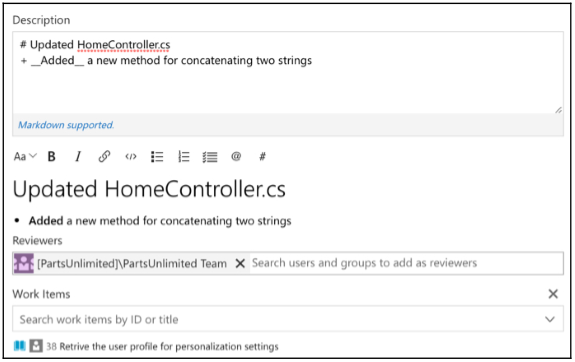 Description
# Updated HomeController.cs
+ __Added__ a new method for concatenating two strings
Markdown supported.
Aa B I </> @ #
Updated HomeController.cs
• Added a new method for concatenating two strings
Reviewers
[PartsUnlimited]\PartsUnlimited Team Search users and groups to add as reviewers
Work Items
Search work items by ID or title
38 Retrive the user profile for personalization settings